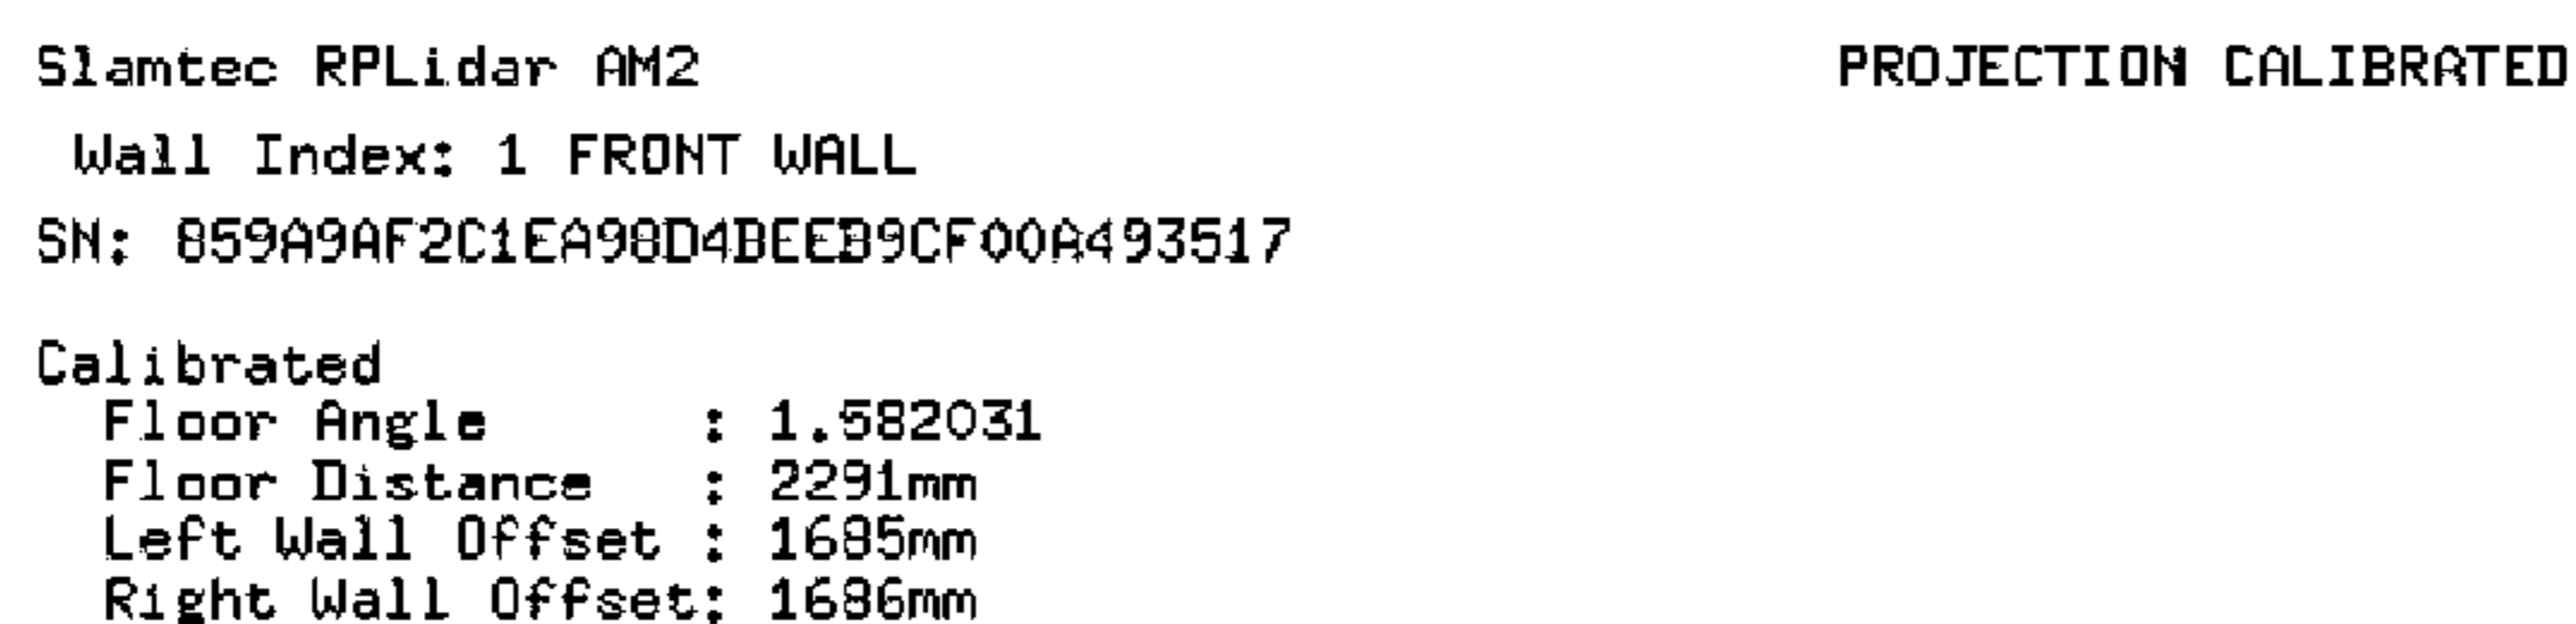 Slamtec RPLidar AM2 PROJECTION CALIBRATED
Wall Index: 1 FRONT WALL
SN: 859A9AF2C1EA98D4BEEB9CF00A493517
Calibrated
Floor Angle : 1.582031
Floor Distance : 2291mm
Left Wall Offset : 1685mm
Right Wall Offset: 1686mm